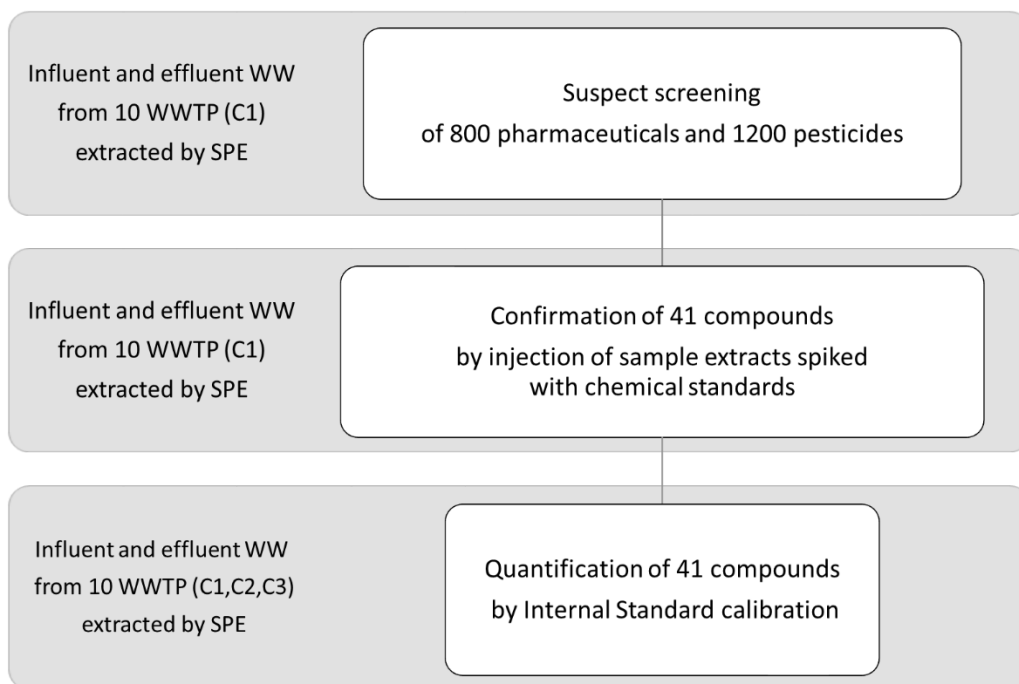 Influent and effluent WW
from 10 WWTP (C1)
extracted by SPE
Suspect screening
of 800 pharmaceuticals and 1200 pesticides
Influent and effluent WW
from 10 WWTP (C1)
extracted by SPE
Confirmation of 41 compounds
by injection of sample extracts spiked
with chemical standards
Influent and effluent WW
from 10 WWTP (C1,C2,C3)
extracted by SPE
Quantification of 41 compounds
by Internal Standard calibration